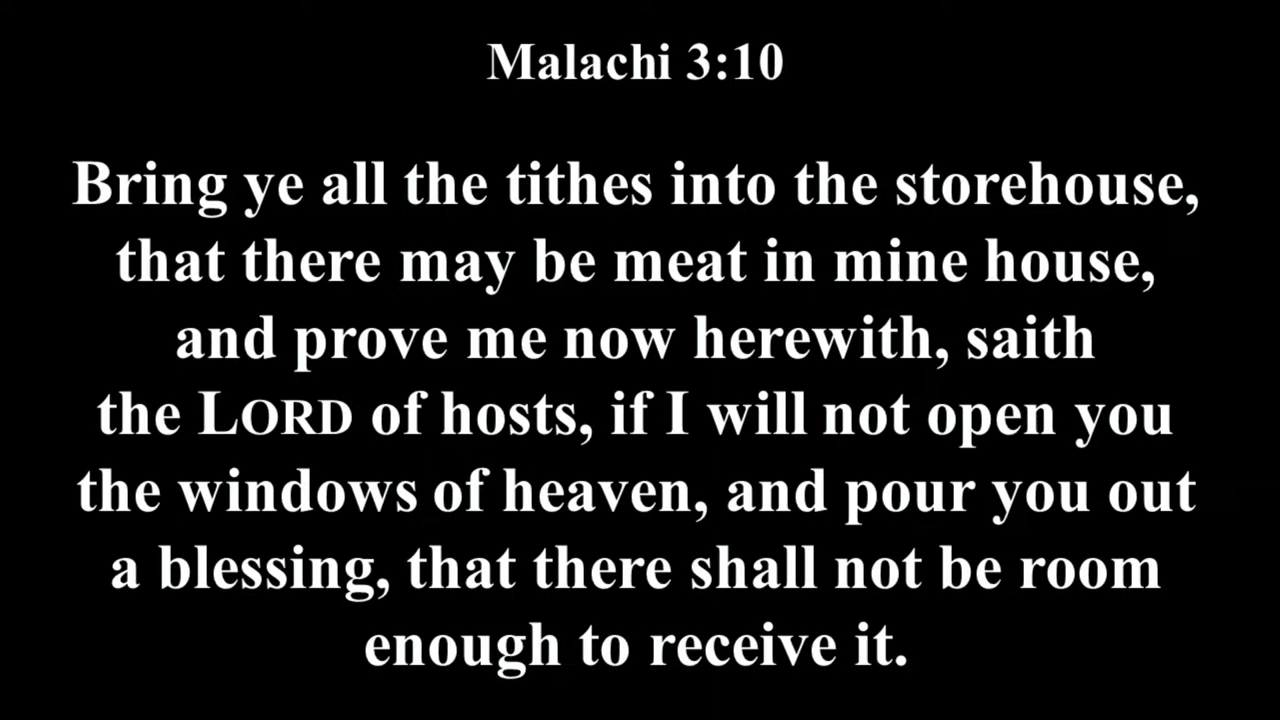 Malachi 3:10
Bring ye all the tithes into the storehouse,
that there may be meat in mine house,
and prove me now herewith, saith
the LORD of hosts, if I will not open you
the windows of heaven, and pour you out
a blessing, that there shall not be room
enough to receive it.